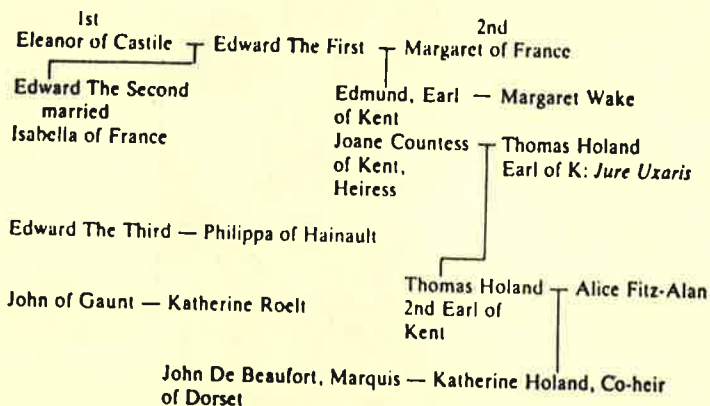 1st
2nd
Eleanor of Castile Edward The First Margaret of France
Edward The Second
married
Isabella of France
Edmund, Earl — Margaret Wake
of Kent
Joane Countess
of Kent,
Heiress
Thomas Holand
Earl of K: Jure Uxaris
Edward The Third — Philippa of Hainault
Thomas Holand
2nd Earl of
Kent
Alice Fitz-Alan
John of Gaunt — Katherine Roelt
John De Beaufort, Marquis — Katherine Holand, Co-heir
of Dorset